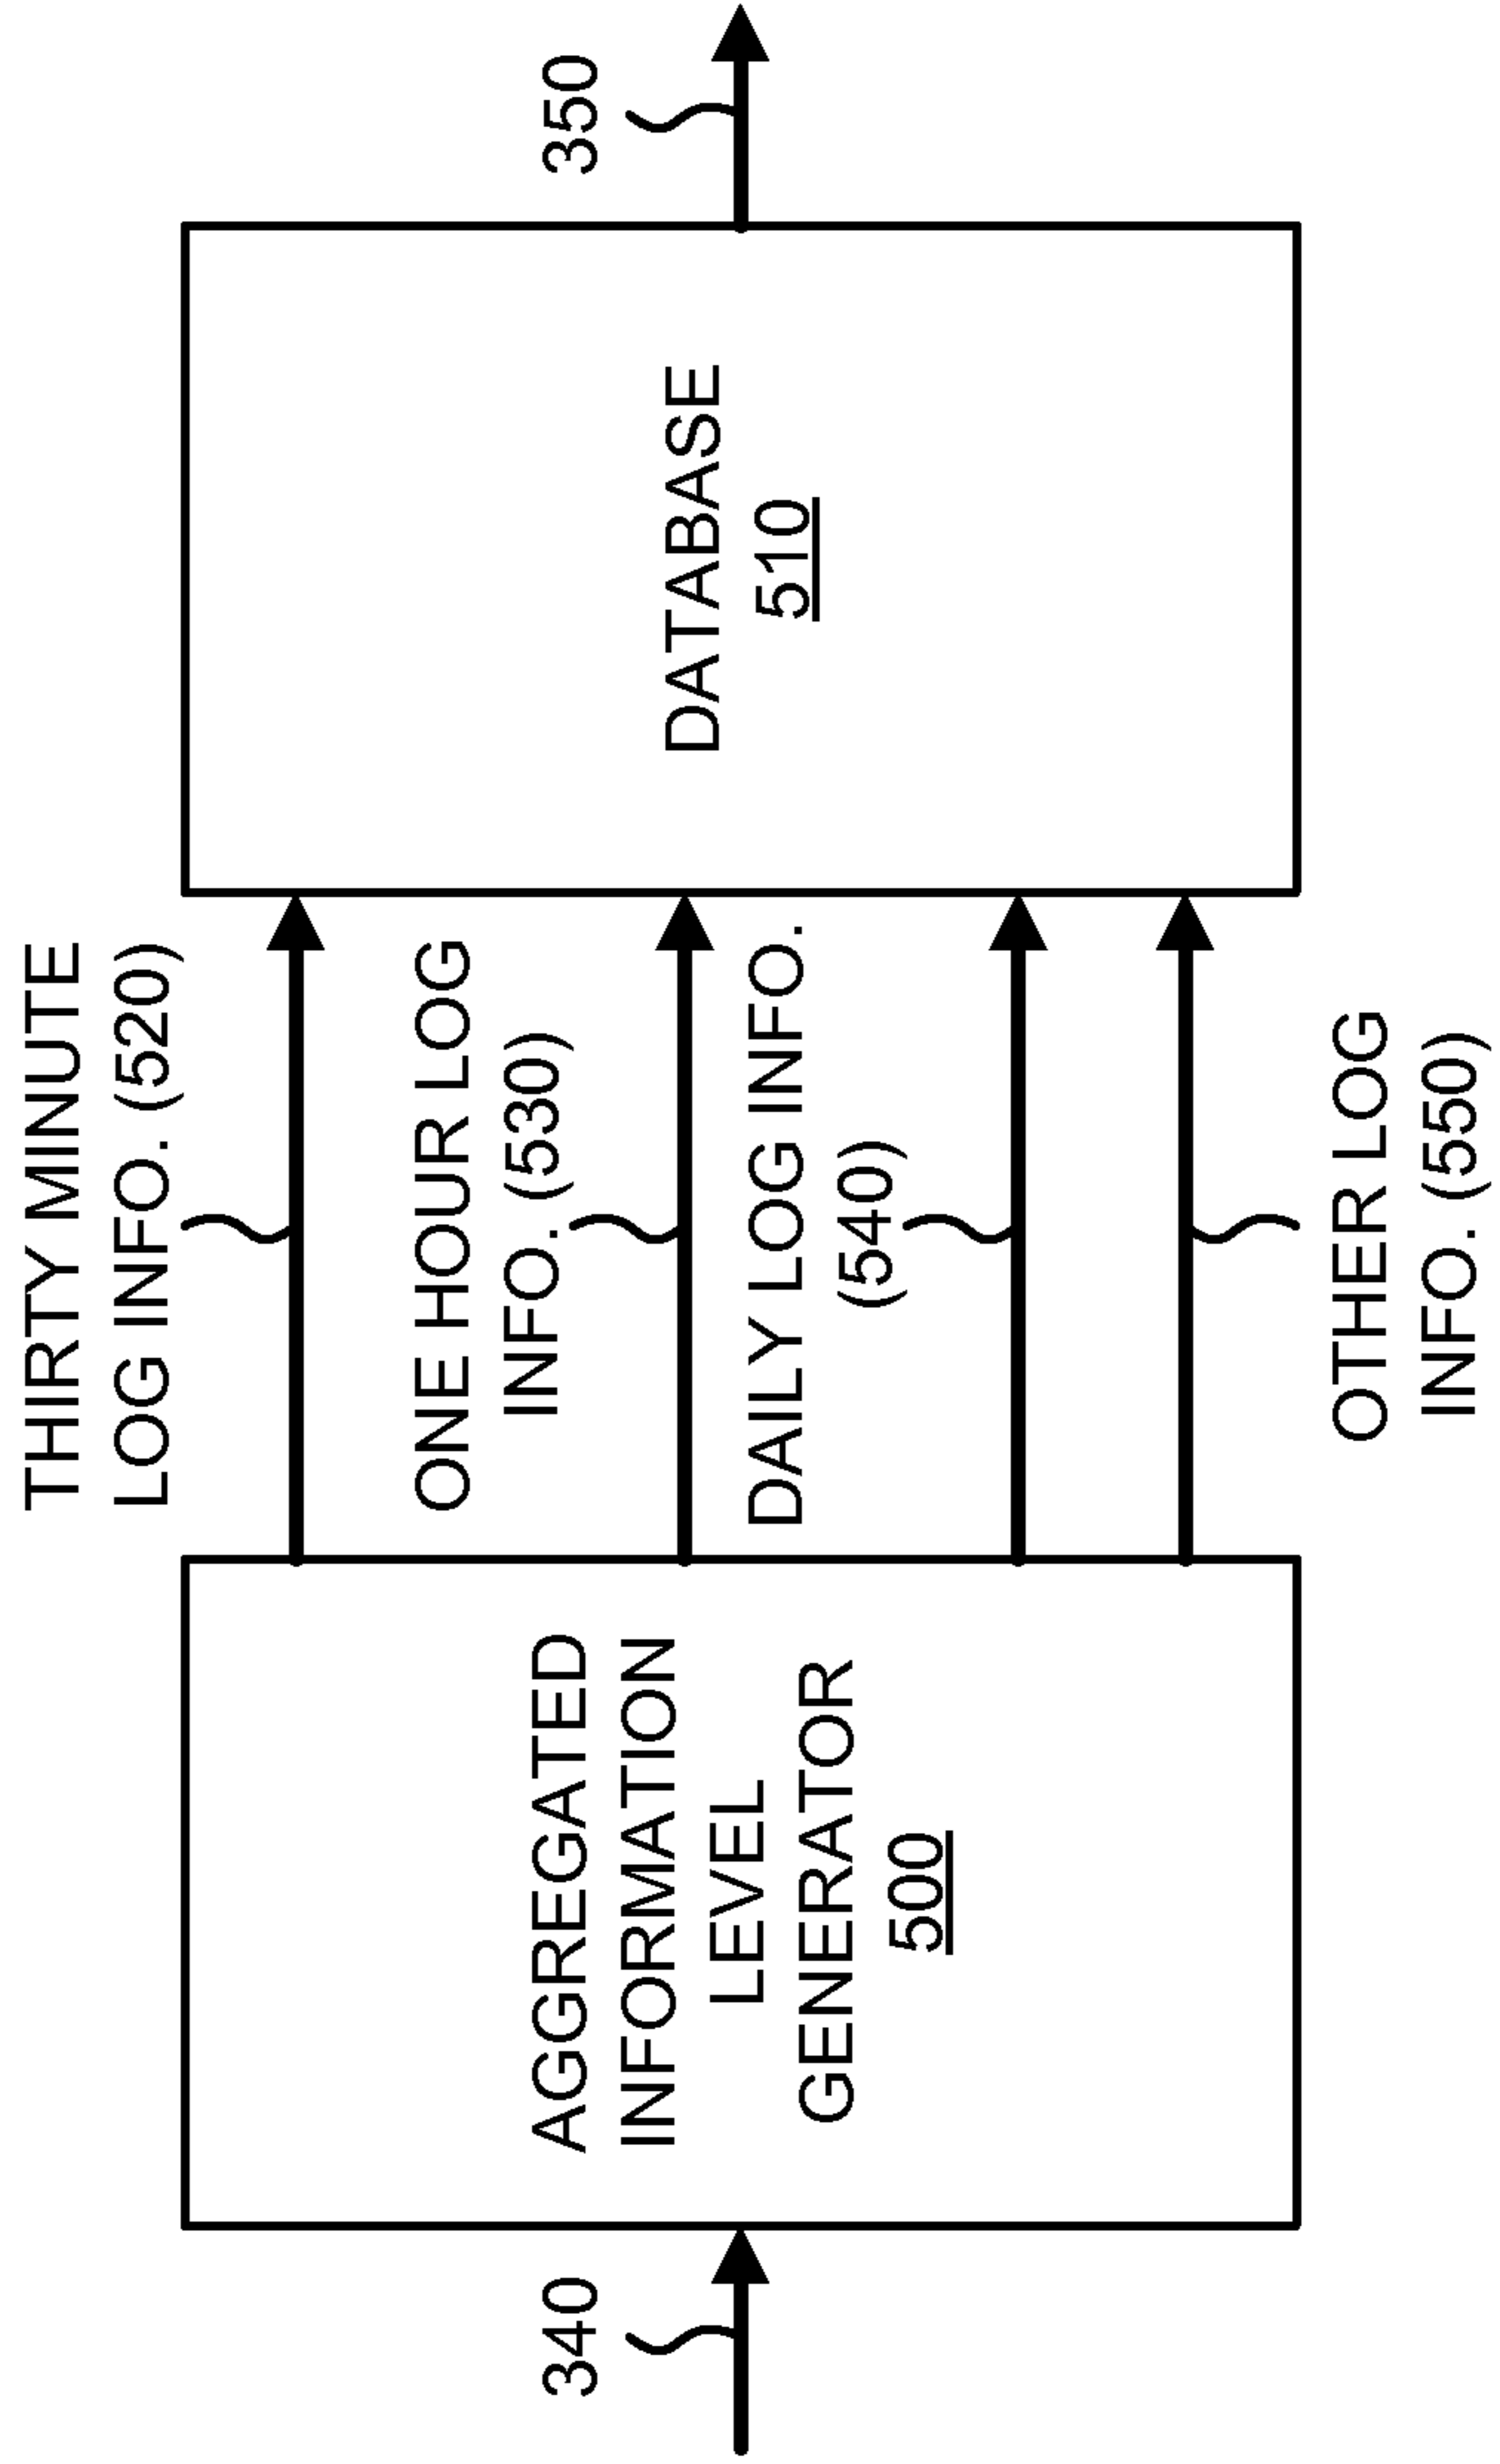 340
AGGREGATED
INFORMATION
LEVEL
GENERATOR
500
THIRTY MINUTE
LOG INFO. (520)
ONE HOUR LOG
INFO. (530)
DAILY LOG INFO.
(540)
OTHER LOG
INFO. (550)
DATABASE
510
350